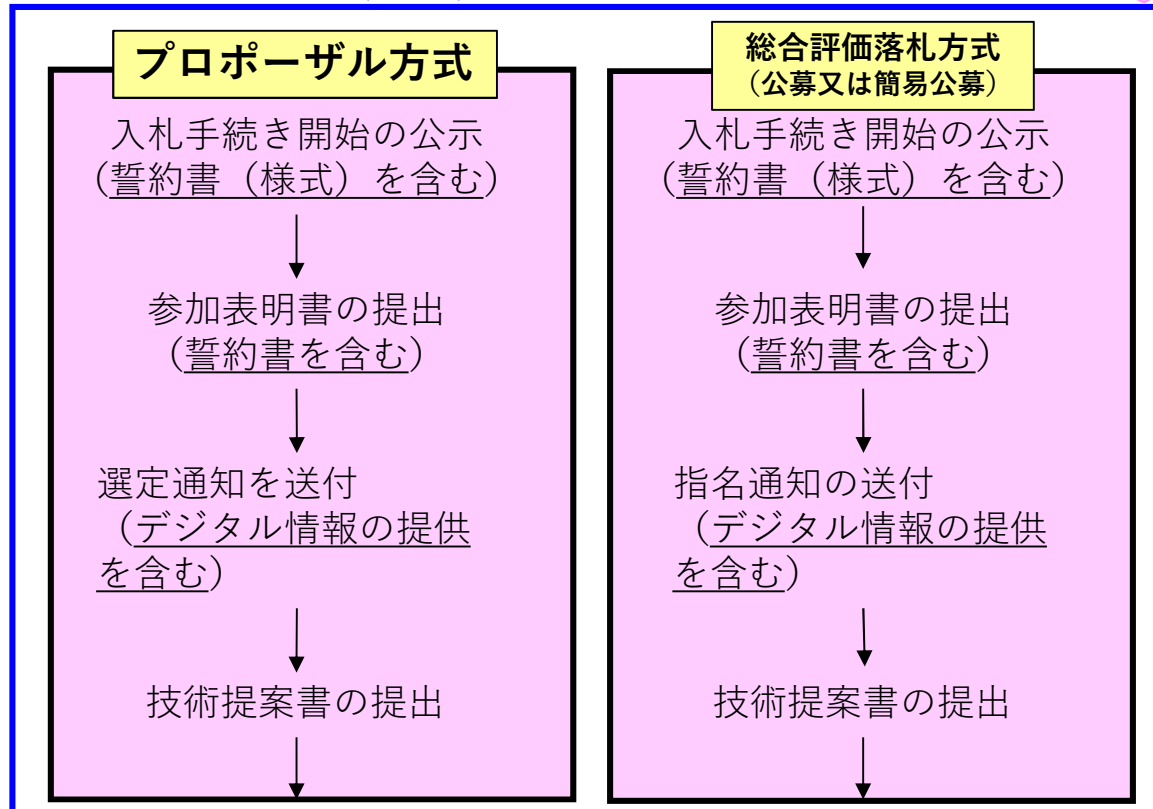 プロポーザル方式
入札手続き開始の公示
（誓約書（様式）を含む）
参加表明書の提出
（誓約書を含む）
選定通知を送付
（デジタル情報の提供
を含む）
技術提案書の提出
総合評価落札方式
（公募又は簡易公募）
入札手続き開始の公示
（誓約書（様式）を含む）
参加表明書の提出
（誓約書を含む）
指名通知の送付
（デジタル情報の提供
を含む）
技術提案書の提出